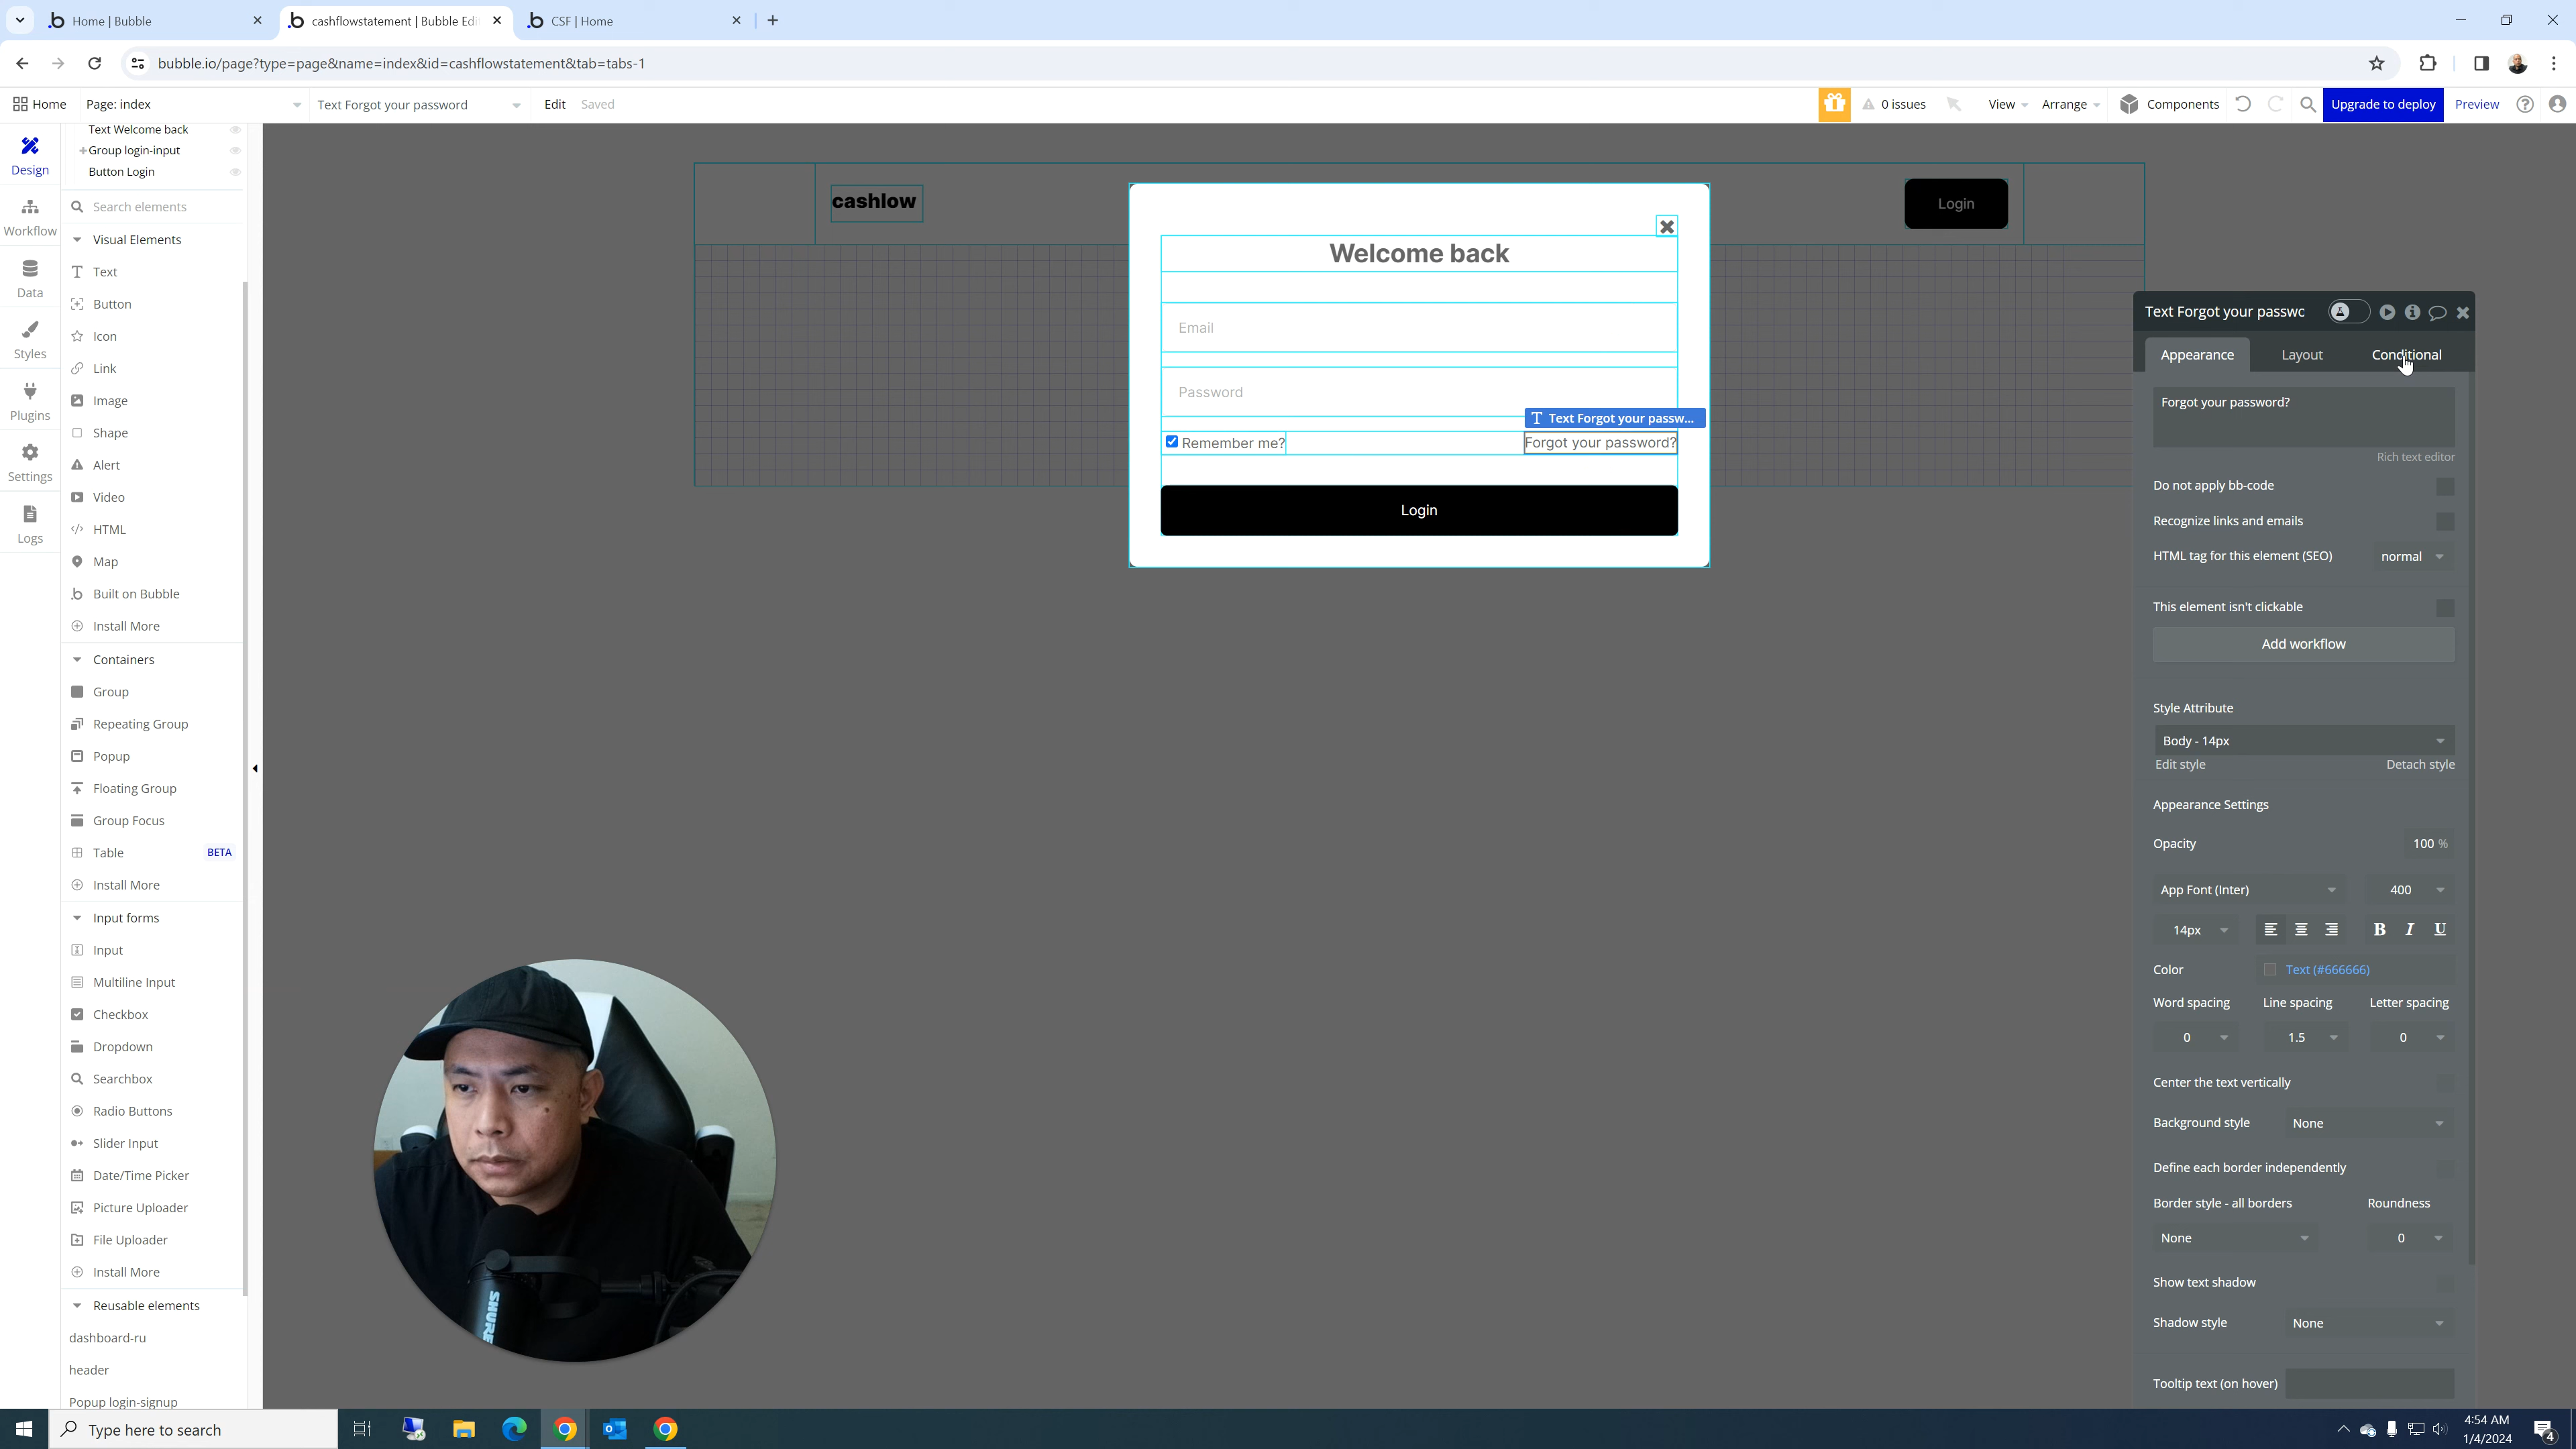 Home | Bubble
cashflowstatement | Bubble Edi
CSF | Home
bubble.io/page?type=page&name=index&id=cashflowstatement&tab=tabs-1
Home
Page: index
Text Forgot your password
Edit
Saved
0 issues
View
Arrange
Components
Upgrade to deploy
Preview
Design
Workflow
Data
Styles
Plugins
Settings
Logs
Text Welcome back
Group login-input
Button Login
Search elements
Visual Elements
Text
Button
Icon
Link
Image
Shape
Alert
Video
HTML
Map
Built on Bubble
Install More
Containers
Group
Repeating Group
Popup
Floating Group
Group Focus
Table BETA
Install More
Input forms
Input
Multiline Input
Checkbox
Dropdown
Searchbox
Radio Buttons
Slider Input
Date/Time Picker
Picture Uploader
File Uploader
Install More
Reusable elements
dashboard-ru
header
Popup login-signup
cashlow
Login
Welcome back
Email
Password
Text Forgot your passw...
Remember me?
Forgot your password?
Login
Text Forgot your passwo
Appearance
Layout
Conditional
Forgot your password?
Rich text editor
Do not apply bb-code
Recognize links and emails
HTML tag for this element (SEO) normal
This element isn't clickable
Add workflow
Style Attribute
Body - 14px
Edit style Detach style
Appearance Settings
Opacity 100 %
App Font (Inter) 400
14px B I U
Color Text (#666666)
Word spacing Line spacing Letter spacing
0 1.5 0
Center the text vertically
Background style None
Define each border independently
Border style - all borders Roundness
None 0
Show text shadow
Shadow style None
Tooltip text (on hover)
SHURE
Type here to search
4:54 AM
1/4/2024
4